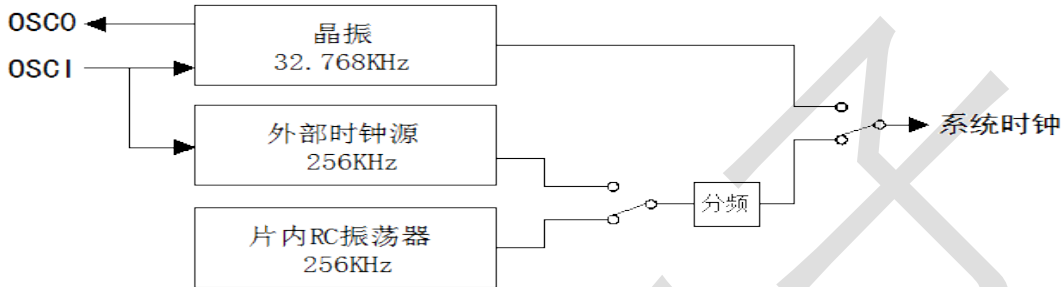 OSCO
晶振
32.768KHz
OSCI
外部时钟源
256KHz
系统时钟
分频
片内RC振荡器
256KHz